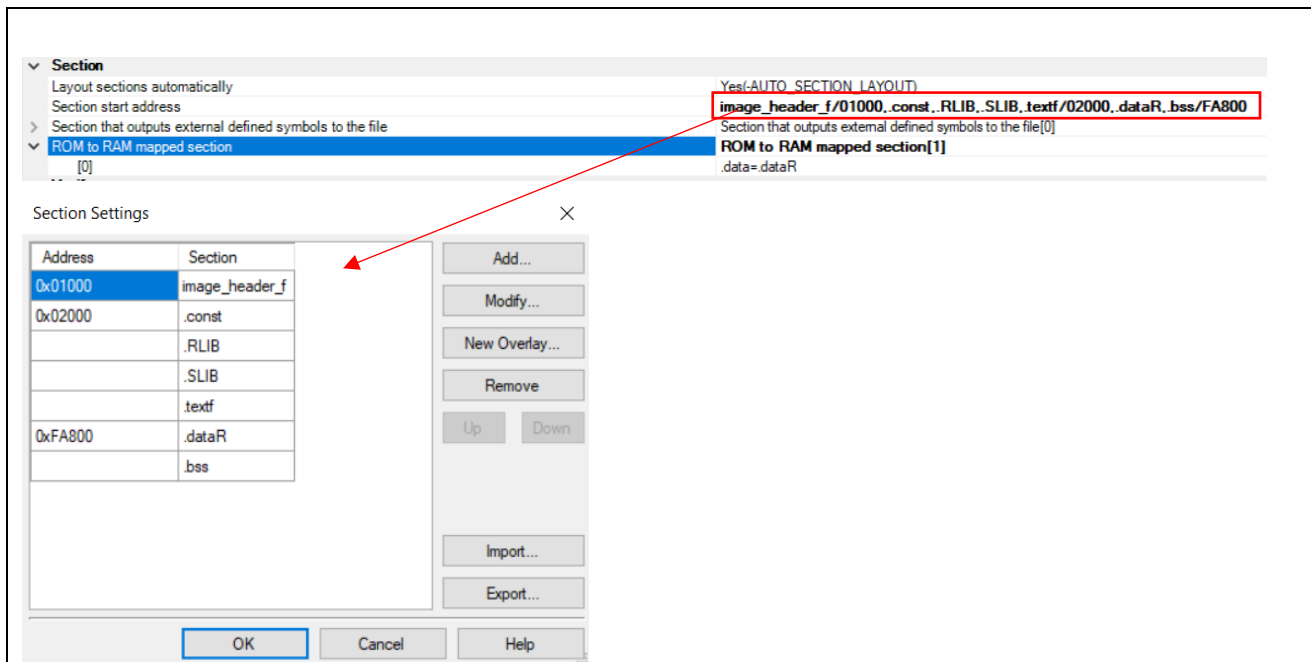 Section
Layout sections automatically Yes(-AUTO_SECTION_LAYOUT)
Section start address image_header_f/01000,.const,.RLIB,.SLIB,.textf/02000,.dataR,.bss/FA800
Section that outputs external defined symbols to the file Section that outputs external defined symbols to the file[0]
ROM to RAM mapped section ROM to RAM mapped section[1]
[0] .data=.dataR
Section Settings
Address Section
0x01000 image_header_f
0x02000 .const
.RLIB
.SLIB
.textf
0xFA800 .dataR
.bss
Add...
Modify...
New Overlay...
Remove
Up Down
Import...
Export...
OK Cancel Help